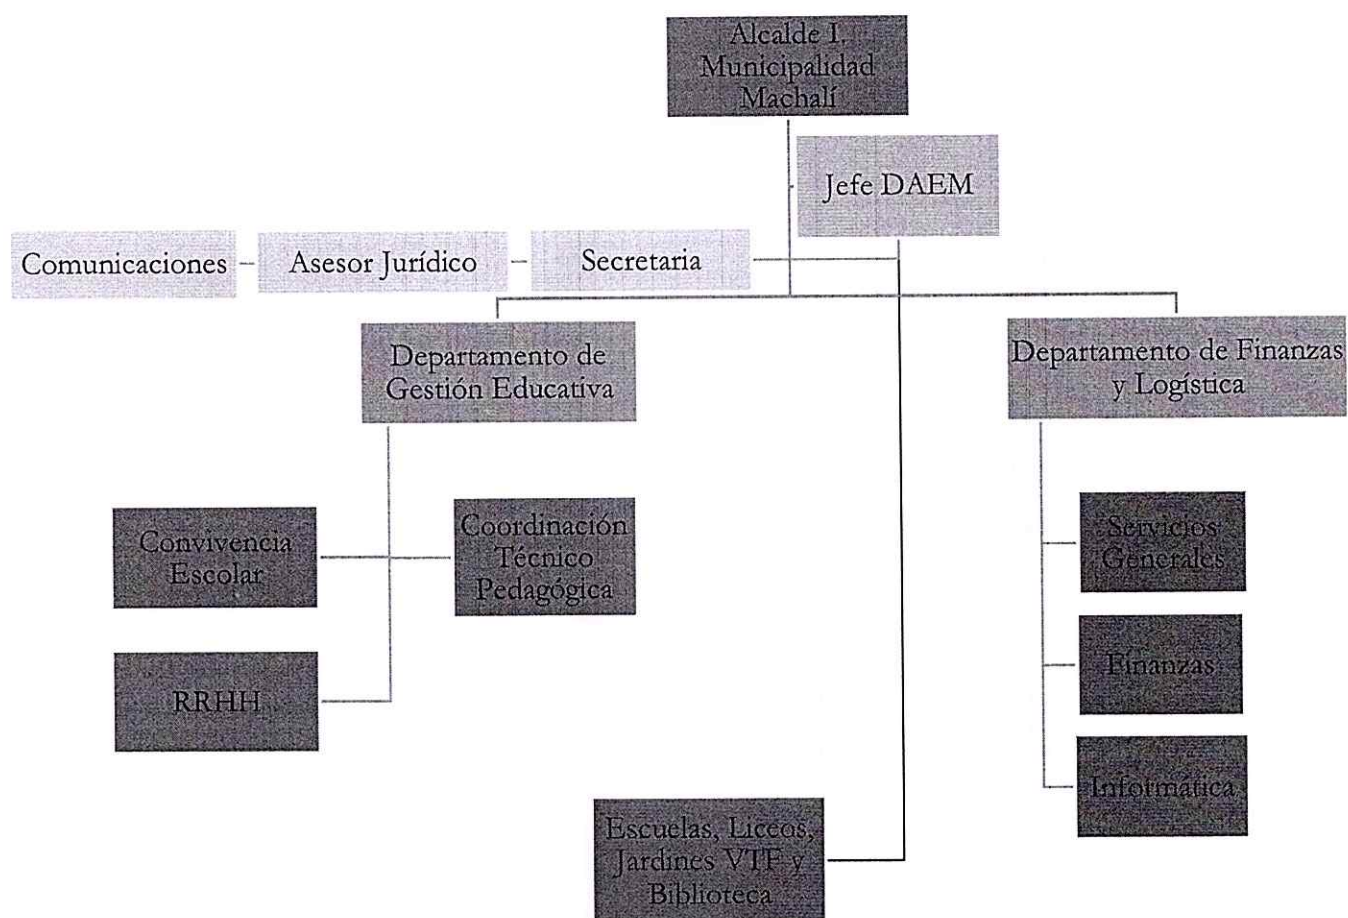 Alcalde I.
Municipalidad
Machalí
Jefe DAEM
Comunicaciones
Asesor Jurídico
Secretaria
Departamento de
Gestión Educativa
Departamento de Finanzas
y Logística
Convivencia
Escolar
Coordinación
Técnico
Pedagógica
RRHH
Servicios
Generales
Finanzas
Informática
Escuelas, Liceos,
Jardines VTF y
Biblioteca